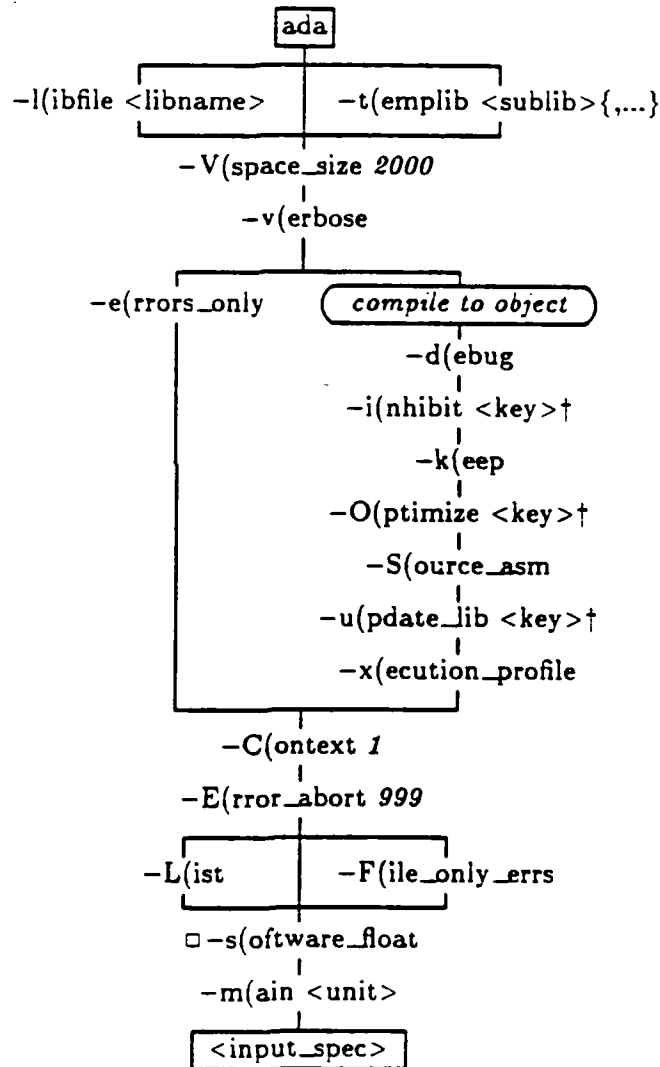 ada
−l(ibfile <libname> −t(emplib <sublib>{,...}
−V(space_size 2000
−v(erbose
−e(rrors_only compile to object
−d(ebug
−i(nhibit <key>†
−k(eep
−O(ptimize <key>†
−S(ource_asm
−u(pdate_lib <key>†
−x(ecution_profile
−C(ontext 1
−E(rror_abort 999
−L(ist −F(ile_only_errs
□ −s(oftware_float
−m(ain <unit>
<input_spec>